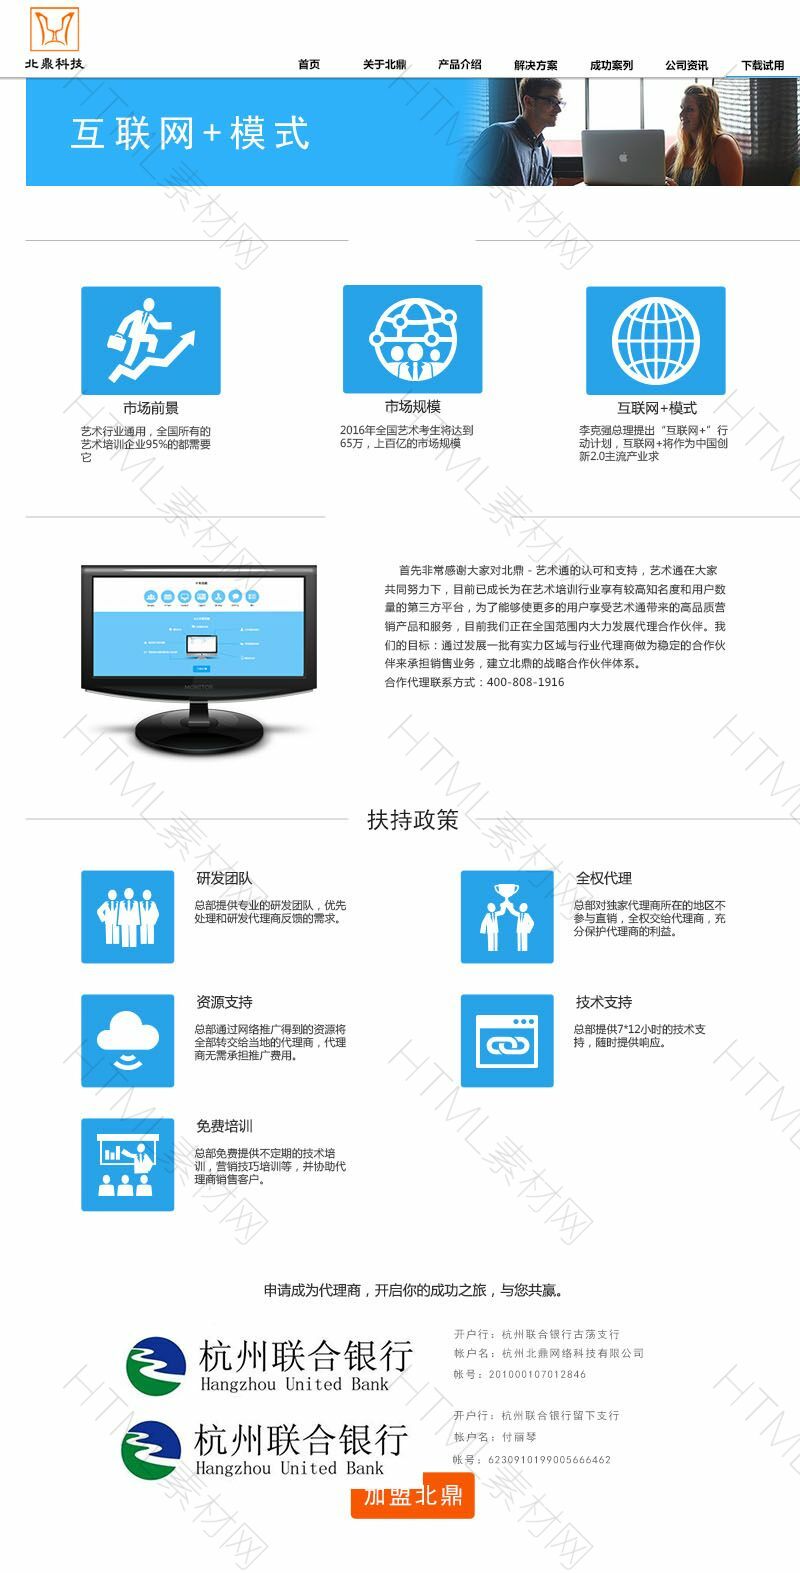 北鼎科技
首页 关于北鼎 产品介绍 解决方案 成功案列 公司资讯 下载试用
互联网+模式
市场前景
艺术行业通用，全国所有的
艺术培训企业95%的都需要
它
市场规模
2016年全国艺术考生将达到
65万，上百亿的市场规模
互联网+模式
李克强总理提出“互联网+”行
动计划，互联网+将作为中国创
新2.0主流产业求
首先非常感谢大家对北鼎－艺术通的认可和支持，艺术通在大家
共同努力下，目前已成长为在艺术培训行业享有较高知名度和用户数
量的第三方平台，为了能够使更多的用户享受艺术通带来的高品质营
销产品和服务，目前我们正在全国范围内大力发展代理合作伙伴。我
们的目标：通过发展一批有实力区域与行业代理商做为稳定的合作伙
伴来承担销售业务，建立北鼎的战略合作伙伴体系。
合作代理联系方式：400-808-1916
MONITOR
扶持政策
研发团队
总部提供专业的研发团队，优先
处理和研发代理商反馈的需求。
全权代理
总部对独家代理商所在的地区不
参与直销，全权交给代理商，充
分保护代理商的利益。
资源支持
总部通过网络推广得到的资源将
全部转交给当地的代理商，代理
商无需承担推广费用。
技术支持
总部提供7*12小时的技术支
持，随时提供响应。
免费培训
总部免费提供不定期的技术培
训，营销技巧培训等，并协助代
理商销售客户。
申请成为代理商，开启你的成功之旅，与您共赢。
杭州联合银行
Hangzhou United Bank
开户行：杭州联合银行古荡支行
帐户名：杭州北鼎网络科技有限公司
帐号：201000107012846
杭州联合银行
Hangzhou United Bank
开户行：杭州联合银行留下支行
帐户名：付丽琴
帐号：6230910199005666462
加盟北鼎
HTML素材网